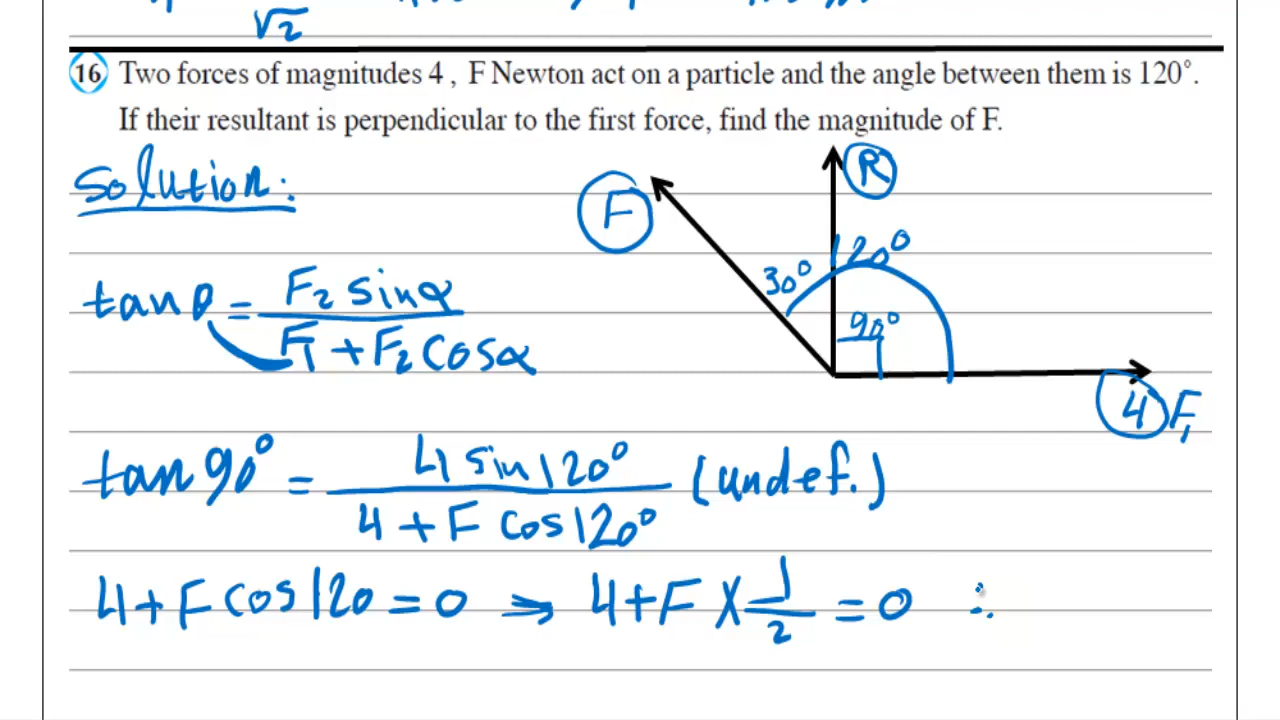 √2
16 Two forces of magnitudes 4 , F Newton act on a particle and the angle between them is 120°.
If their resultant is perpendicular to the first force, find the magnitude of F.
Solution:
R
F
120°
30°
90°
4 F₁
tan θ = F₂ sin α / F₁ + F₂ cos α
tan 90° = 4 sin 120° / 4 + F cos 120° (undef.)
4 + F cos 120 = 0 ⇒ 4 + F × 1/2 = 0 ∴